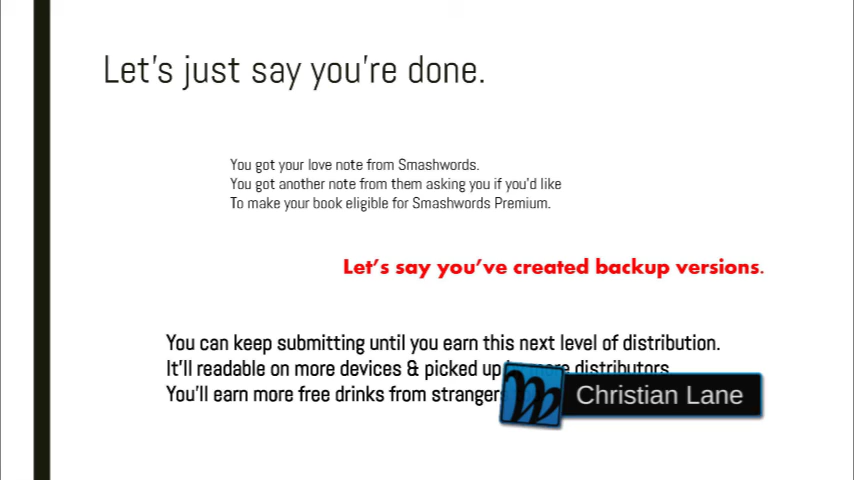 Let's just say you're done.
You got your love note from Smashwords.
You got another note from them asking you if you'd like
To make your book eligible for Smashwords Premium.
Let's say you've created backup versions.
You can keep submitting until you earn this next level of distribution.
It'll readable on more devices & picked up distributors
You'll earn more free drinks from stranger
Christian Lane